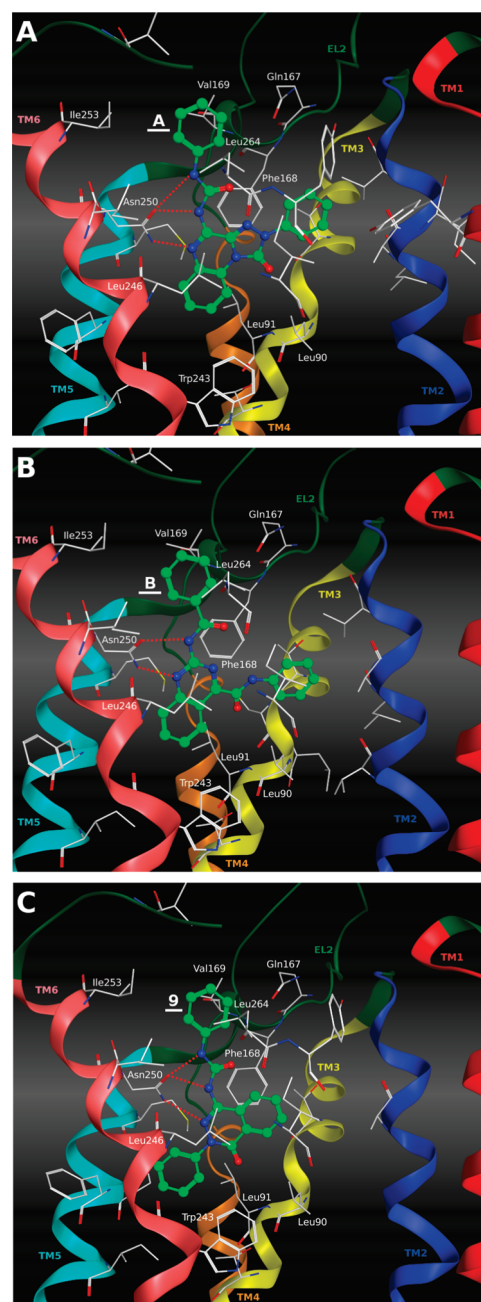 A
EL2
TM1
Gln167
Val169
A
TM6
Ile253
TM3
Leu264
Phe168
Asn250
Leu246
Leu91
Leu90
Trp243
TM5
TM2
TM4
B
EL2
Gln167
TM1
Val169
TM6
Ile253
Leu264
B
TM3
Asn250
Phe168
Leu246
Leu91
Leu90
Trp243
TM5
TM2
TM4
C
EL2
TM1
Gln167
Val169
9
Ile253
TM6
Leu264
Phe168
TM3
Asn250
Leu246
Leu91
Trp243
Leu90
TM5
TM2
TM4